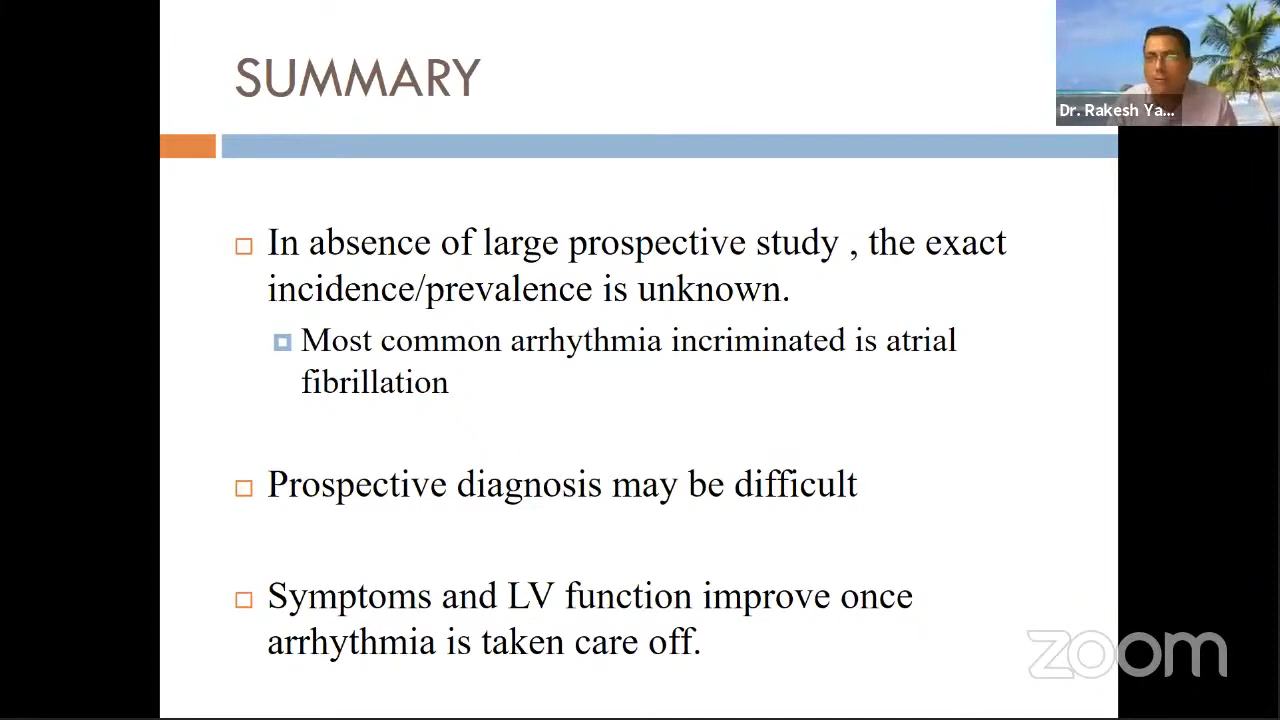 SUMMARY
Dr. Rakesh Ya...
In absence of large prospective study , the exact
incidence/prevalence is unknown.
Most common arrhythmia incriminated is atrial
fibrillation
Prospective diagnosis may be difficult
Symptoms and LV function improve once
arrhythmia is taken care off.
zoom